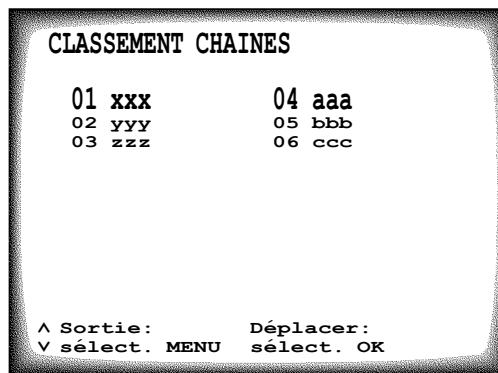 CLASSEMENT CHAINES
01 xxx 04 aaa
02 yyy 05 bbb
03 zzz 06 ccc
∧ Sortie: Déplacer:
∨ sélect. MENU sélect. OK